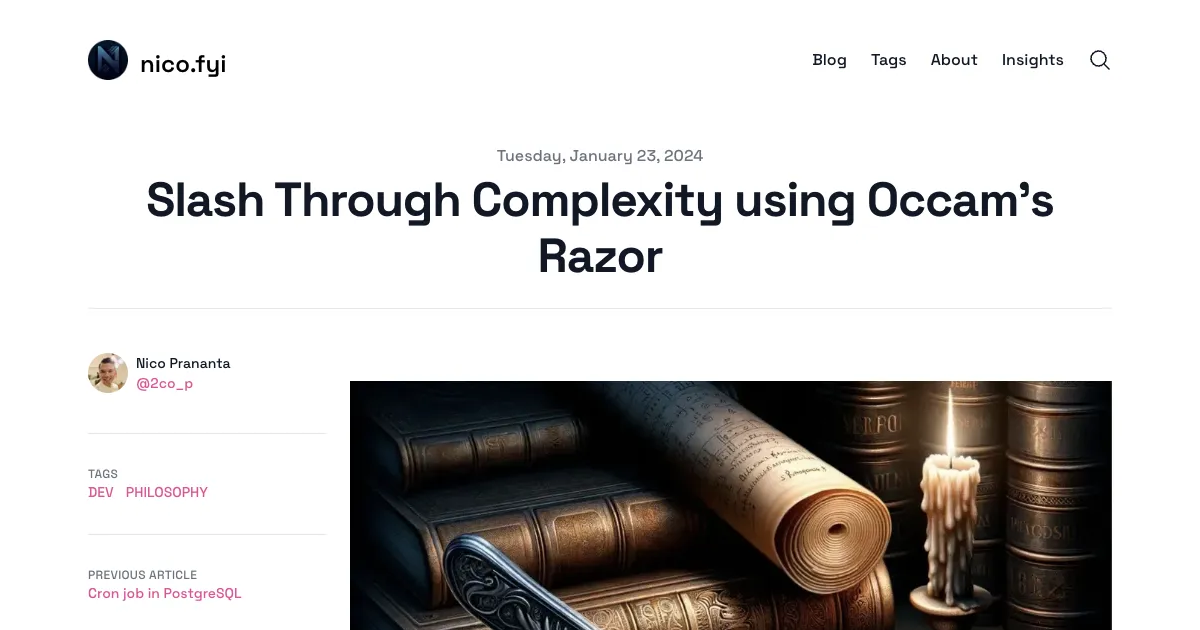 nico.fyi
Blog Tags About Insights
Tuesday, January 23, 2024
Slash Through Complexity using Occam’s
Razor
Nico Prananta
@2co_p
TAGS
DEV PHILOSOPHY
PREVIOUS ARTICLE
Cron job in PostgreSQL